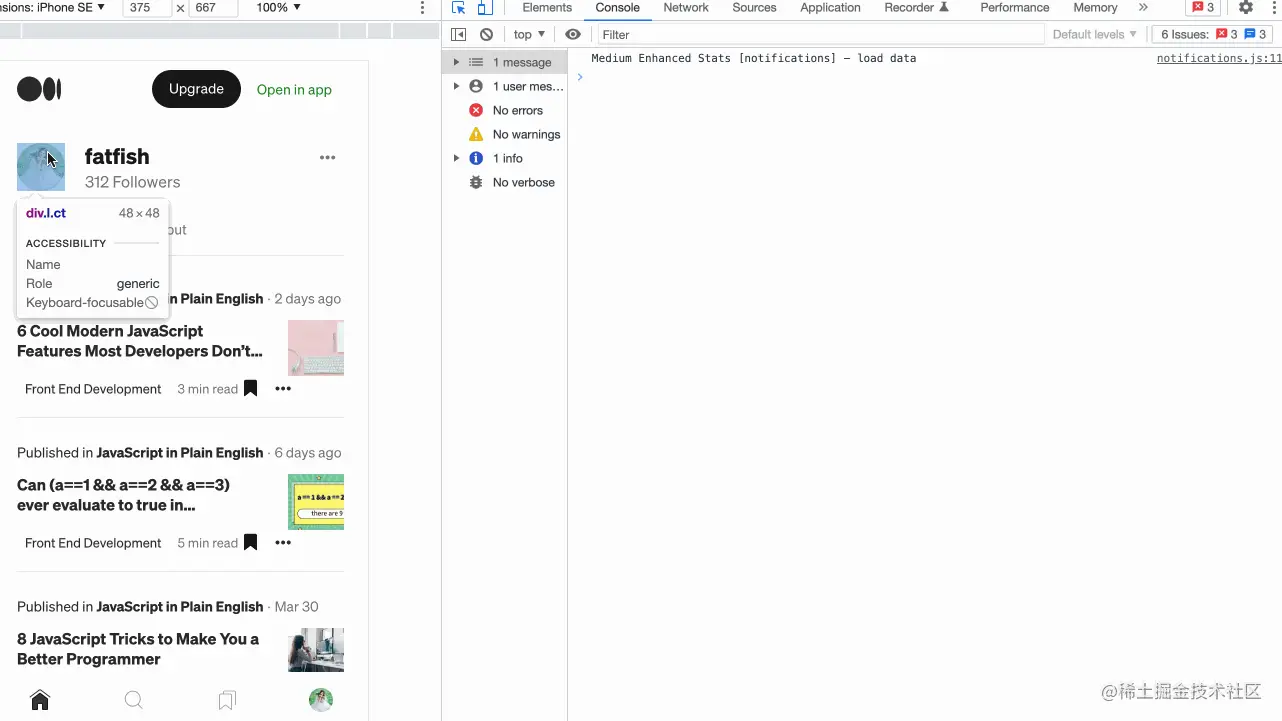 nsions: iPhone SE ▼ 375 × 667 100% ▼
Elements Console Network Sources Application Recorder Performance Memory » 3
top ▼ Filter Default levels ▼ 6 Issues: 3 3
1 message
1 user mes...
No errors
No warnings
1 info
No verbose
Medium Enhanced Stats [notifications] – load data notifications.js:11
Upgrade Open in app
fatfish
312 Followers
div.l.ct 48 × 48
ACCESSIBILITY
Name
Role generic
Keyboard-focusable
out
in Plain English · 2 days ago
6 Cool Modern JavaScript
Features Most Developers Don't...
Front End Development 3 min read
Published in JavaScript in Plain English · 6 days ago
Can (a==1 && a==2 && a==3)
ever evaluate to true in...
a == 1 && a == 2
there are 9
Front End Development 5 min read
Published in JavaScript in Plain English · Mar 30
8 JavaScript Tricks to Make You a
Better Programmer
@稀土掘金技术社区